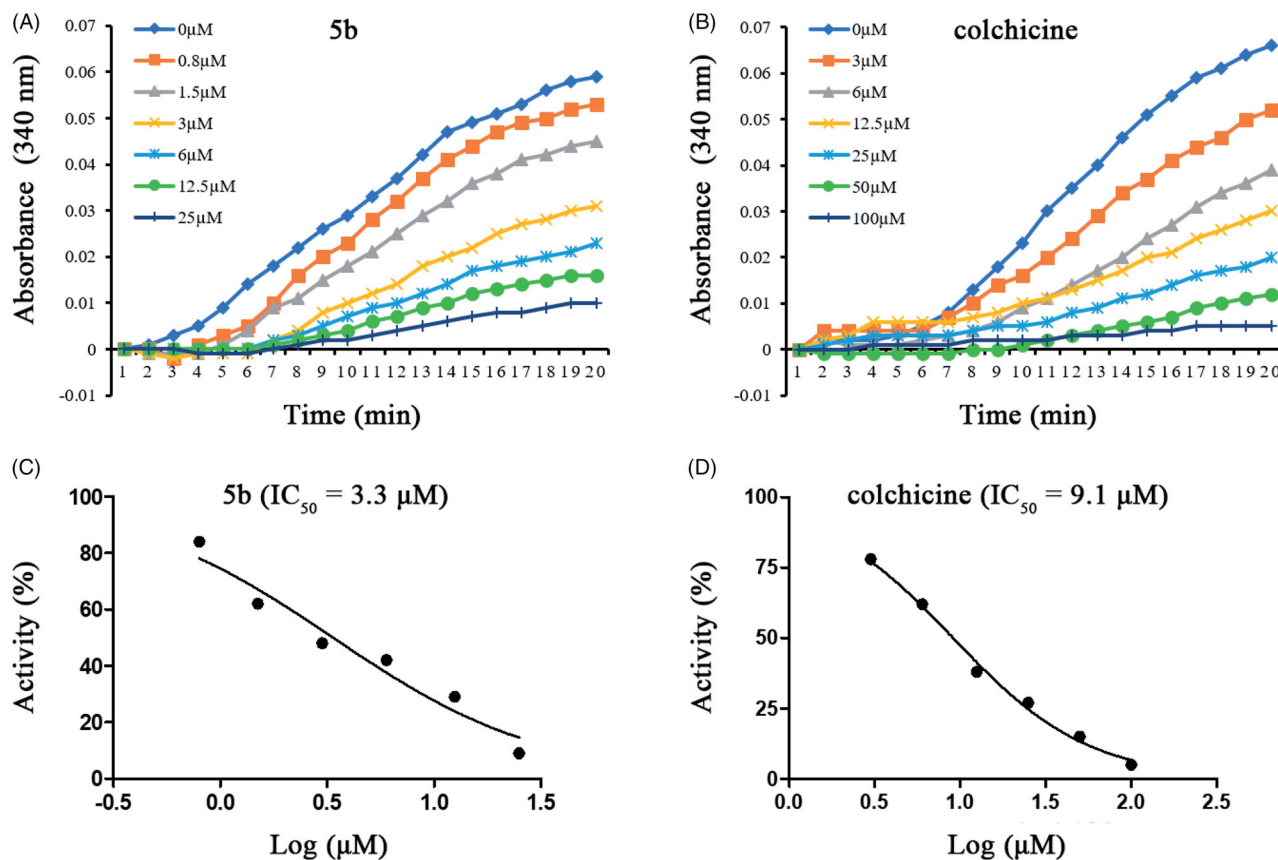 (A)
5b
0.07
0.06
0.05
0.04
0.03
0.02
0.01
0
-0.01
Absorbance (340 nm)
0µM
0.8µM
1.5µM
3µM
6µM
12.5µM
25µM
1 2 3 4 5 6 7 8 9 10 11 12 13 14 15 16 17 18 19 20
Time (min)
(B)
colchicine
0.07
0.06
0.05
0.04
0.03
0.02
0.01
0
-0.01
Absorbance (340 nm)
0µM
3µM
6µM
12.5µM
25µM
50µM
100µM
1 2 3 4 5 6 7 8 9 10 11 12 13 14 15 16 17 18 19 20
Time (min)
(C)
5b (IC50 = 3.3 µM)
100
80
60
40
20
0
Activity (%)
-0.5 0.0 0.5 1.0 1.5
Log (µM)
(D)
colchicine (IC50 = 9.1 µM)
100
75
50
25
0
Activity (%)
0.0 0.5 1.0 1.5 2.0 2.5
Log (µM)